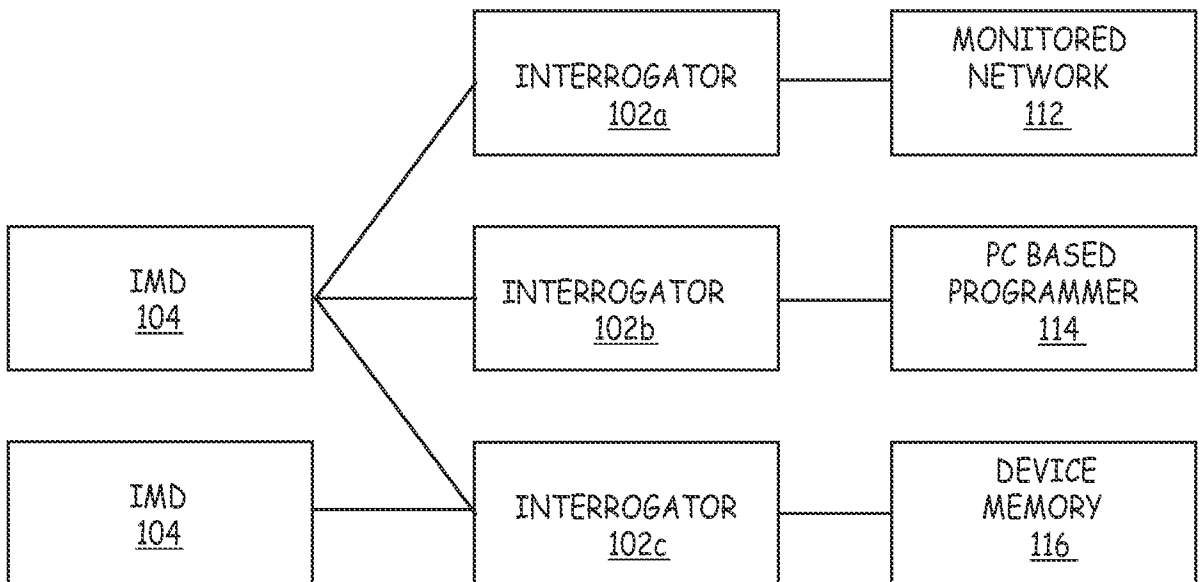 INTERROGATOR
102a
MONITORED
NETWORK
112
IMD
104
INTERROGATOR
102b
PC BASED
PROGRAMMER
114
IMD
104
INTERROGATOR
102c
DEVICE
MEMORY
116